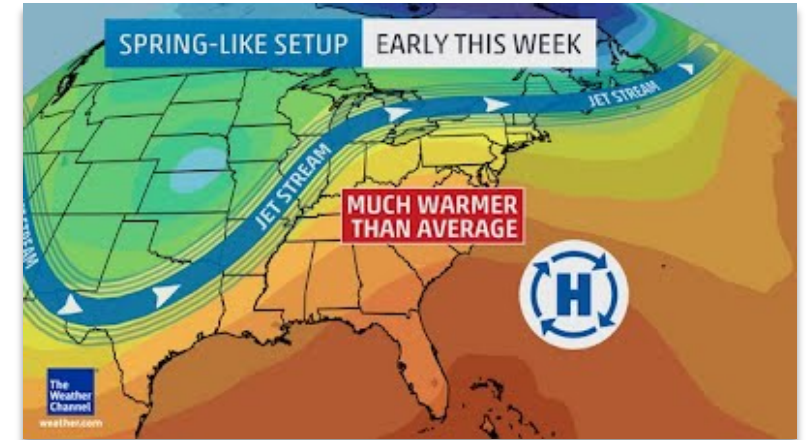 SPRING-LIKE SETUP
EARLY THIS WEEK
JET STREAM
JET STREAM
MUCH WARMER
THAN AVERAGE
H
The
Weather
Channel
weather.com